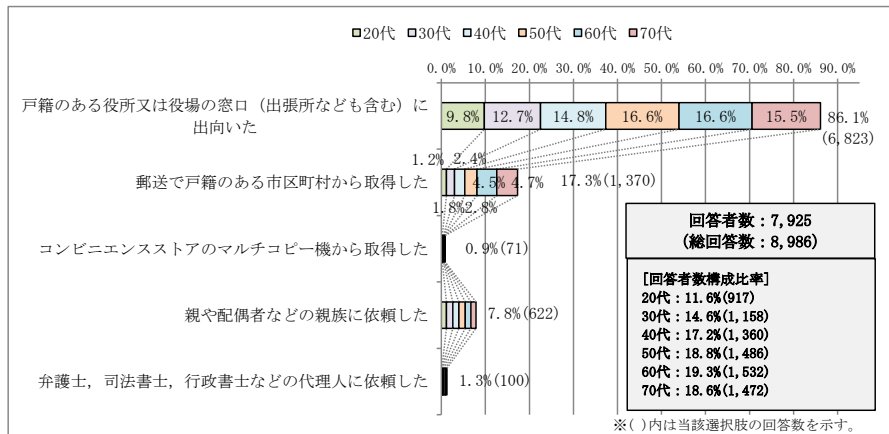 20代 30代 40代 50代 60代 70代
0.0% 10.0% 20.0% 30.0% 40.0% 50.0% 60.0% 70.0% 80.0% 90.0%
戸籍のある役所又は役場の窓口（出張所なども含む）に
出向いた
9.8% 12.7% 14.8% 16.6% 16.6% 15.5% 86.1%
(6,823)
1.2% 2.4%
郵送で戸籍のある市区町村から取得した
4.5% 4.7% 17.3%(1,370)
1.8% 2.8%
コンビニエンスストアのマルチコピー機から取得した
0.9%(71)
親や配偶者などの親族に依頼した
7.8%(622)
弁護士，司法書士，行政書士などの代理人に依頼した
1.3%(100)
回答者数：7,925
(総回答数：8,986)
[回答者数構成比率]
20代：11.6%(917)
30代：14.6%(1,158)
40代：17.2%(1,360)
50代：18.8%(1,486)
60代：19.3%(1,532)
70代：18.6%(1,472)
※( )内は当該選択肢の回答数を示す。